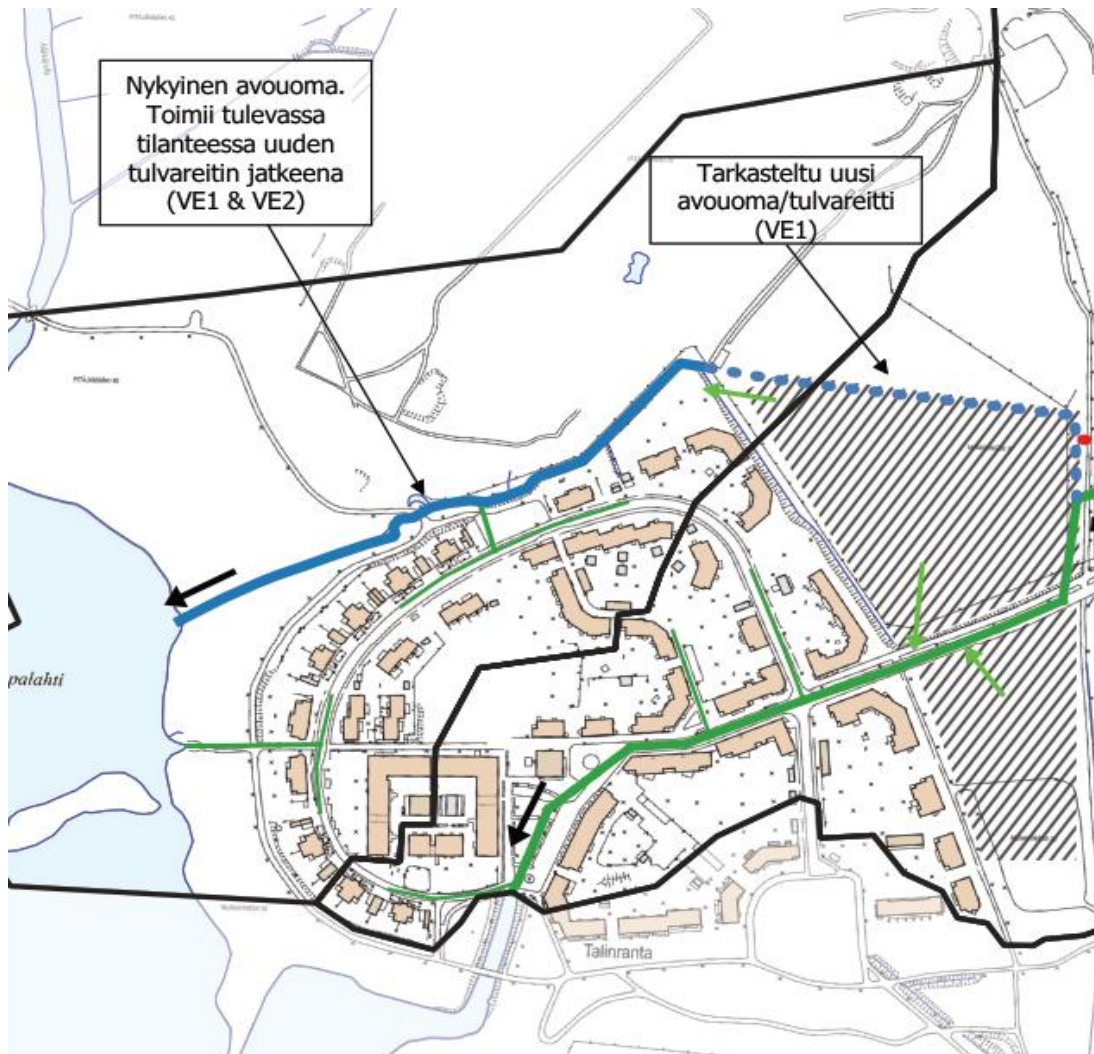 Nykyinen avouoma.
Toimii tulevassa
tilanteessa uuden
tulvareitin jatkeena
(VE1 & VE2)
Tarkasteltu uusi
avouoma/tulvareitti
(VE1)
palahti
Talinranta